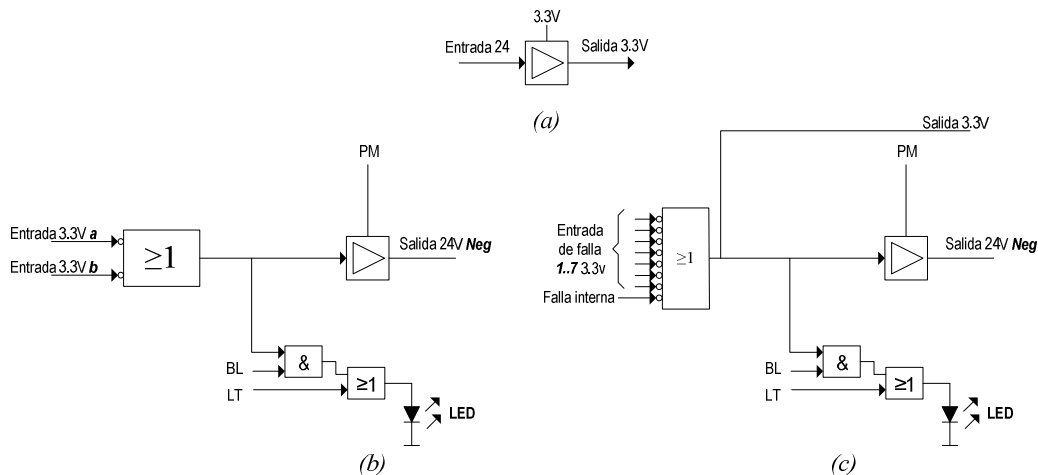 3.3V
Entrada 24
Salida 3.3V
(a)
PM
Entrada 3.3V a
Entrada 3.3V b
≥1
Salida 24V Neg
BL
LT
&
≥1
LED
(b)
Salida 3.3V
PM
Entrada
de falla
1..7 3.3v
Falla interna
≥1
Salida 24V Neg
BL
LT
&
≥1
LED
(c)